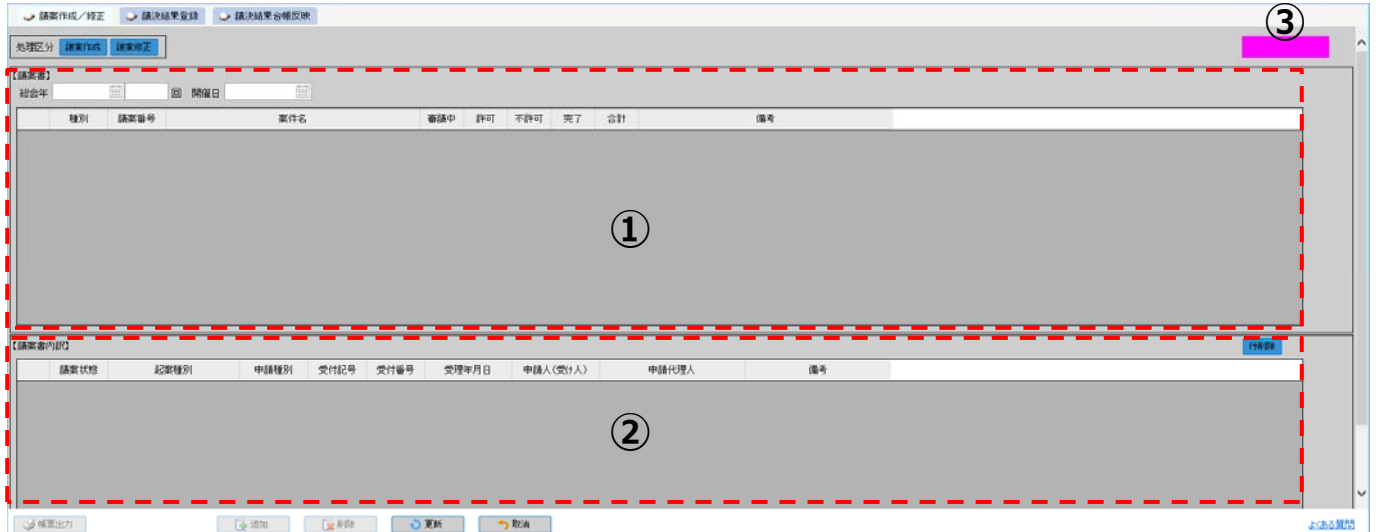 議案作成/修正 議決結果登録 議決結果台帳反映
③
処理区分 議案作成 議案修正
【議案書】
総会年 回 開催日
種別 議案番号 案件名 審議中 許可 不許可 完了 合計 備考
①
【議案書内訳】 行削除
議案状態 起案種別 申請種別 受付記号 受付番号 受理年月日 申請人(受け人) 申請代理人 備考
②
帳票出力 追加 削除 更新 取消 よくある質問